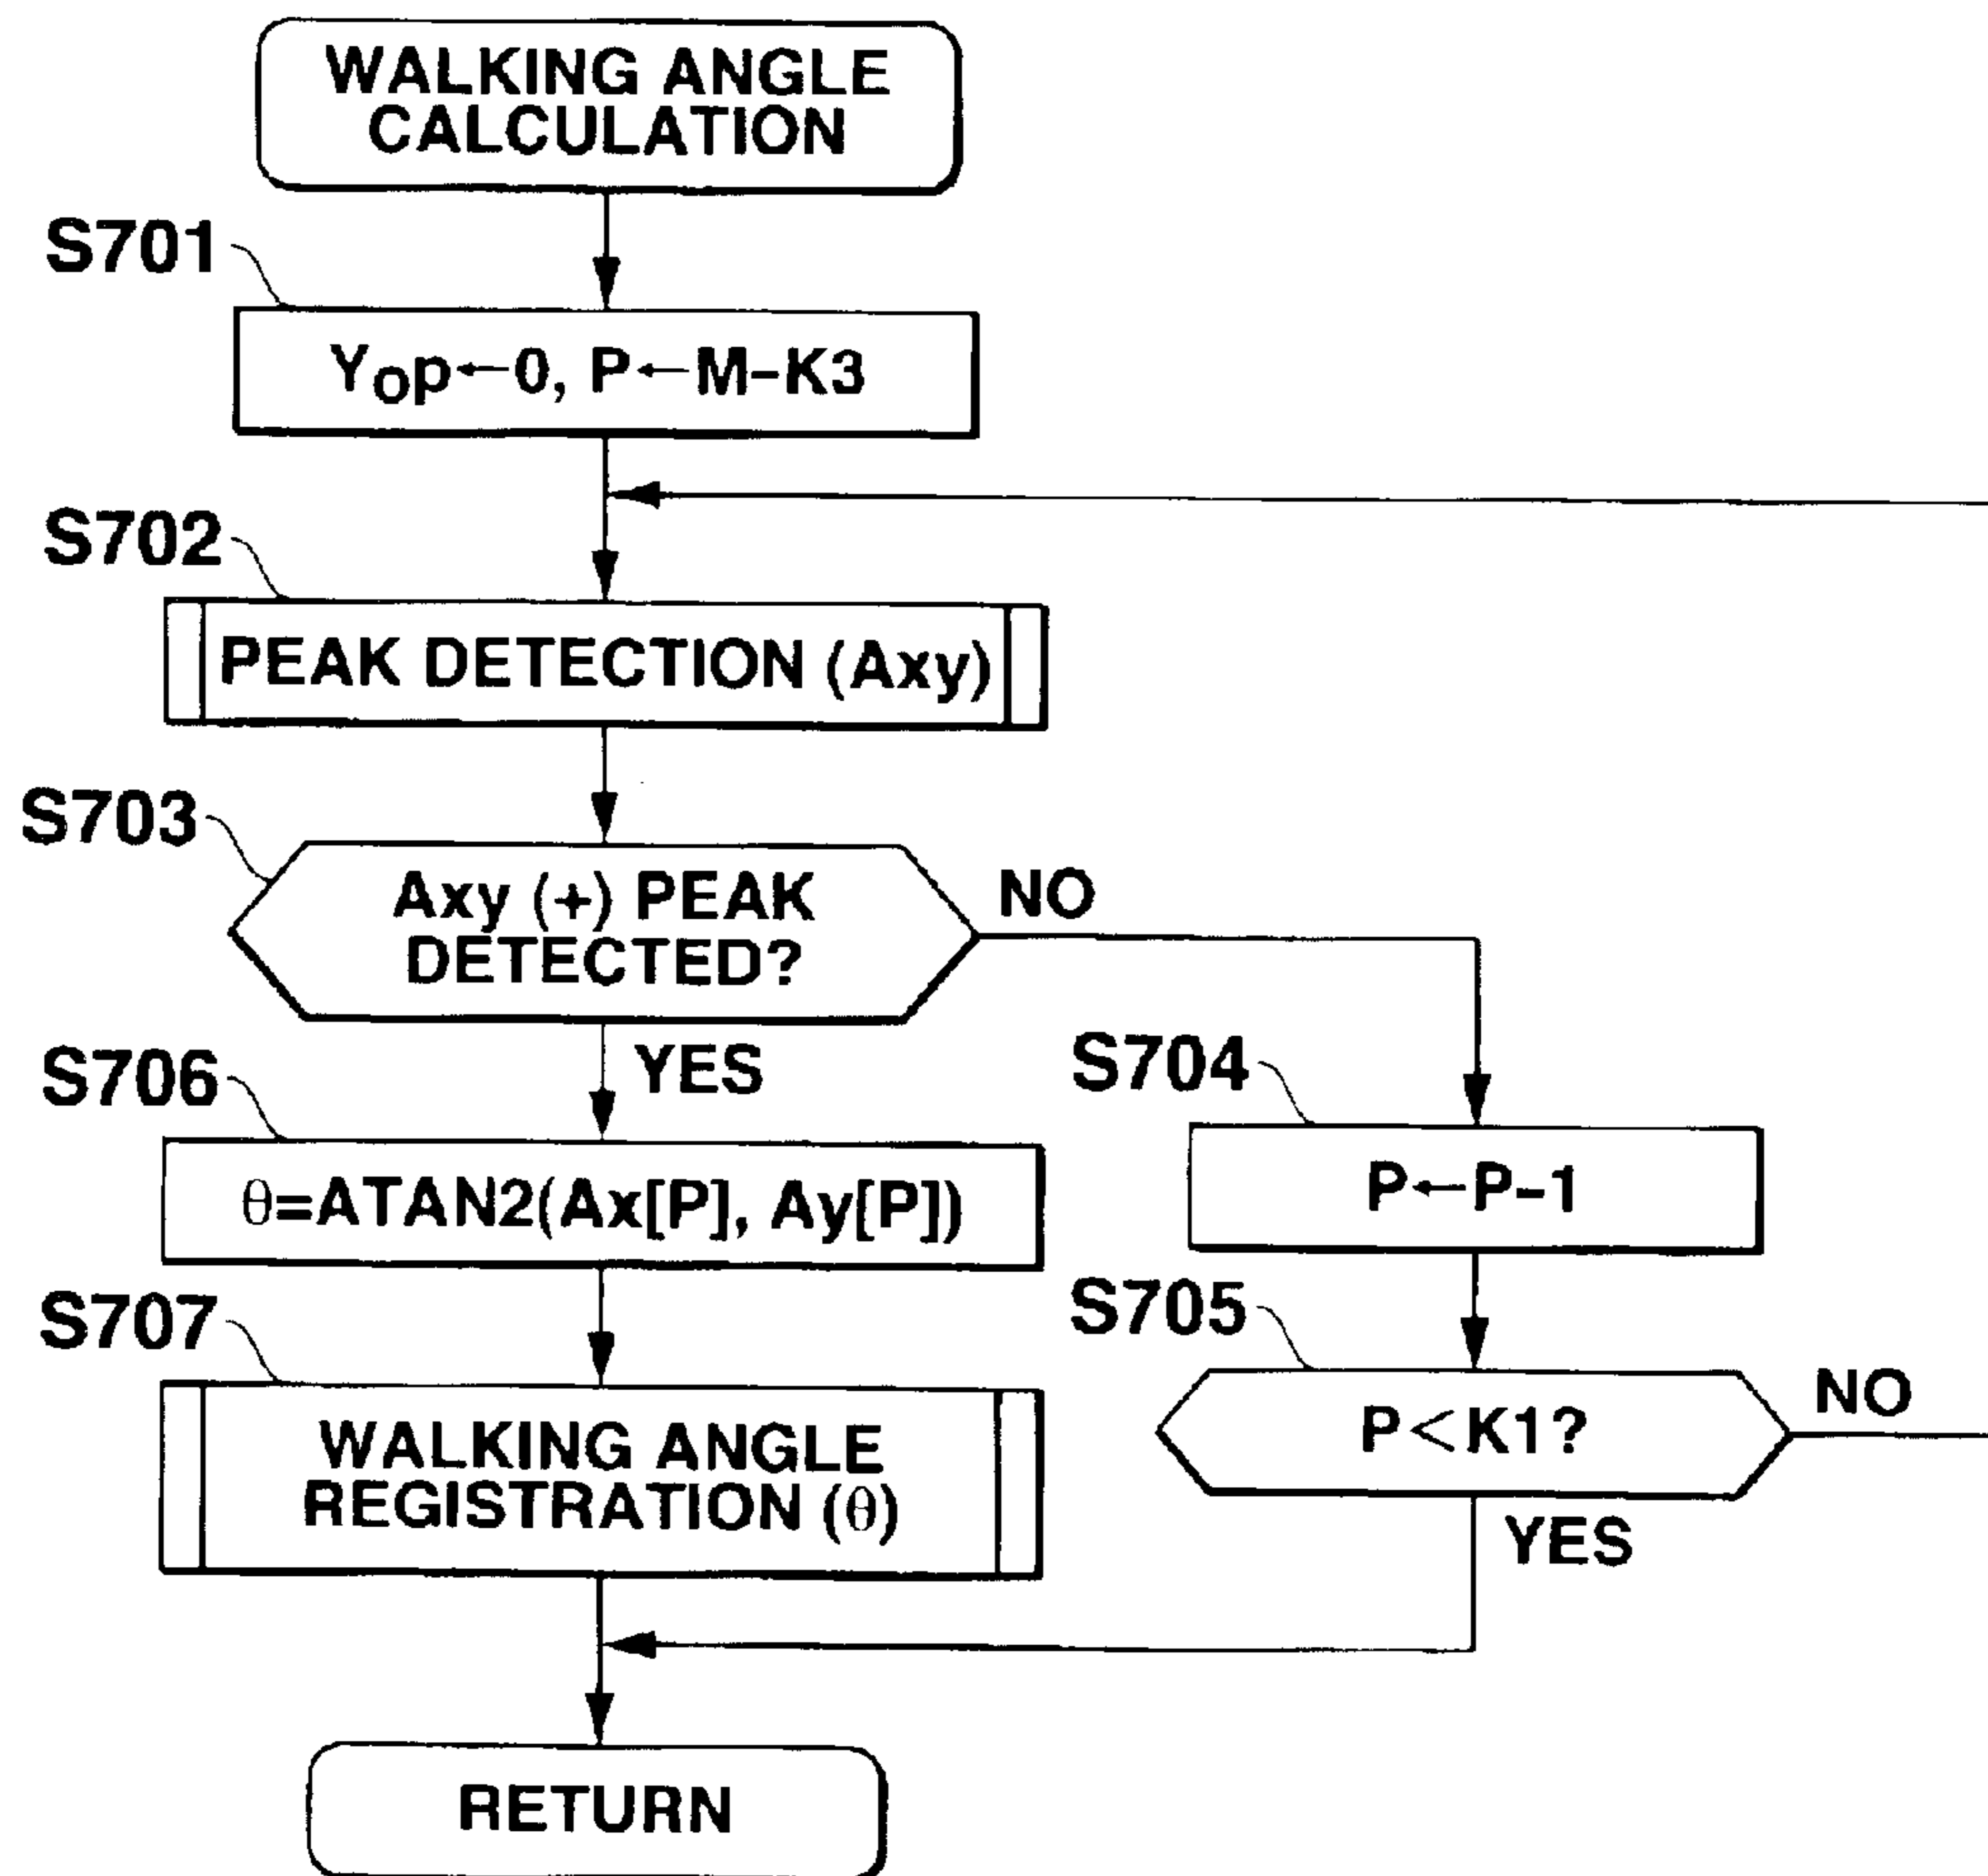 WALKING ANGLE
CALCULATION
S701
Yop←0, P←M-K3
S702
PEAK DETECTION (Axy)
S703
Axy (+) PEAK
DETECTED?
NO
YES
S706
θ=ATAN2(Ax[P], Ay[P])
S704
P←P-1
S707
WALKING ANGLE
REGISTRATION (θ)
S705
P<K1?
NO
YES
RETURN